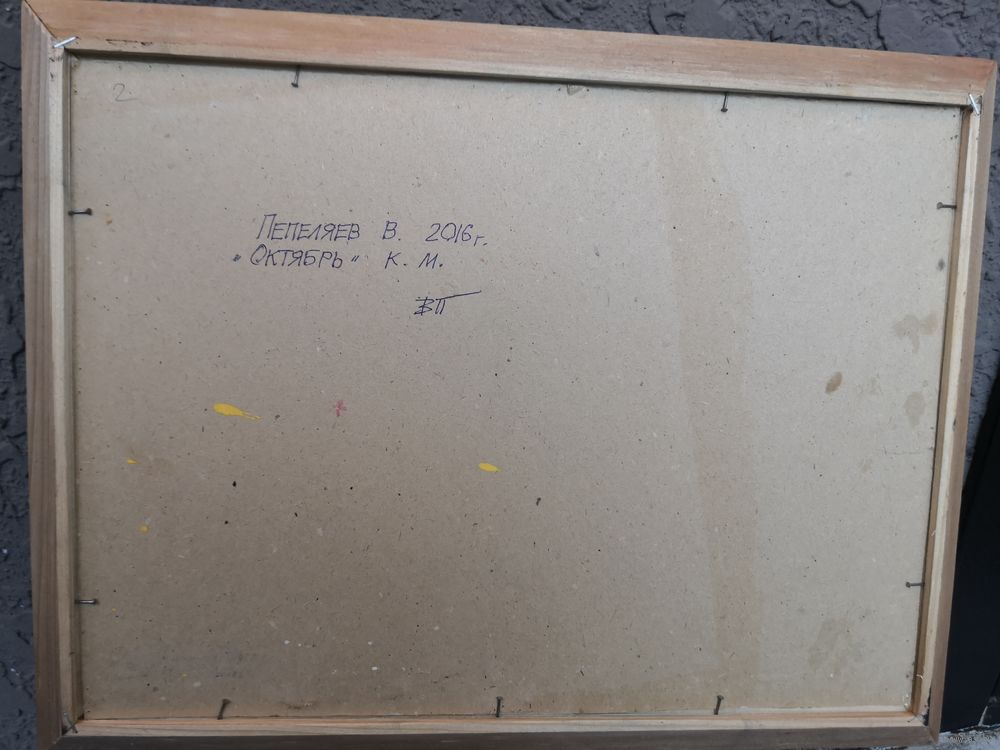 2
Пепеляев В. 2016г.
"Октябрь" К. М.
ВП